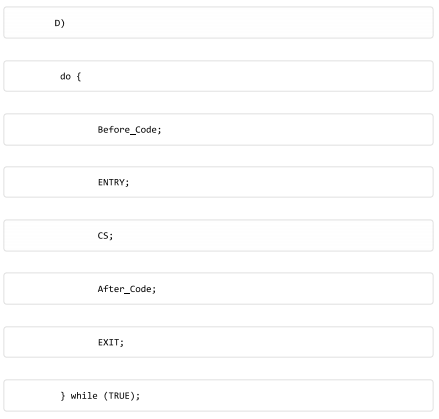 D)
do {
Before_Code;
ENTRY;
CS;
After_Code;
EXIT;
} while (TRUE);